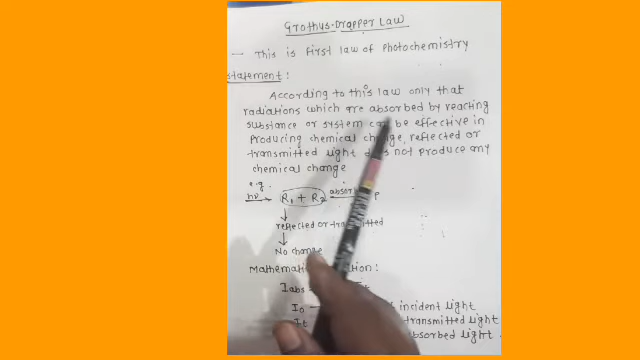 Grothus-Drapper Law
— This is first law of Photochemistry
statement:
According to this law only that
radiations which are absorbed by reacting
substance or system can be effective in
producing chemical change, reflected or
transmitted light does not produce any
chemical change
e.g.
hν R₁ + R₂ absorb P
reflected or transmitted
No change
Mathematical
Iabs
I₀ incident light
It transmitted light
absorbed light